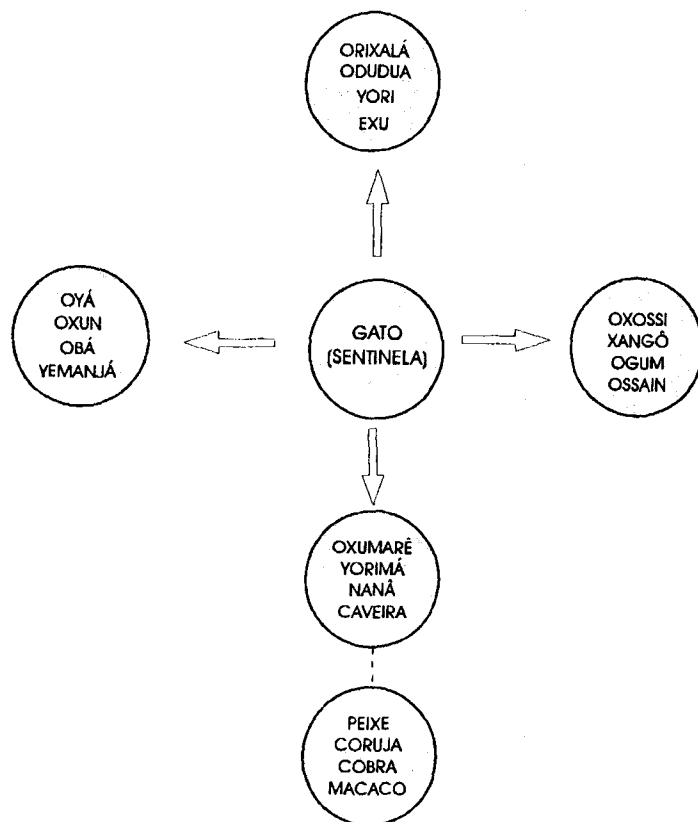 ORIXALÁ
ODUDUA
YORI
EXU
OYÁ
OXUN
OBÁ
YEMANJÁ
GATO
(SENTINELA)
OXOSSI
XANGÔ
OGUM
OSSAIN
OXUMARÊ
YORIMÁ
NANÂ
CAVEIRA
PEIXE
CORUJA
COBRA
MACACO